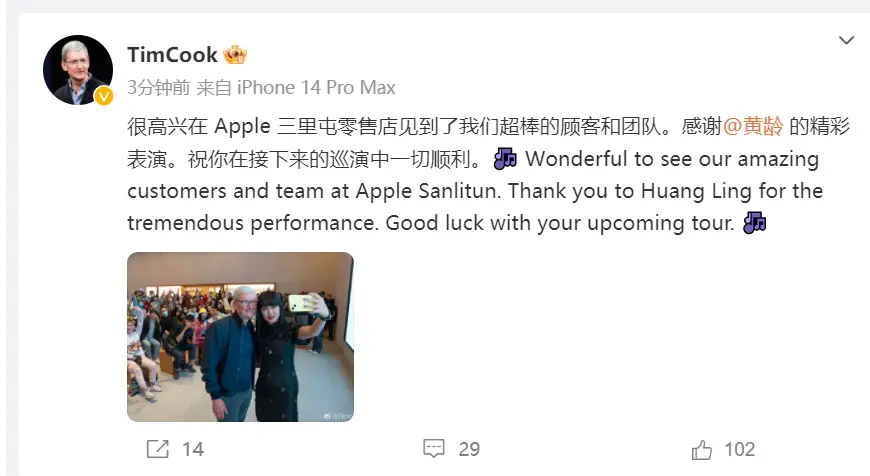 TimCook
3分钟前 来自 iPhone 14 Pro Max
很高兴在 Apple 三里屯零售店见到了我们超棒的顾客和团队。感谢@黄龄 的精彩
表演。祝你在接下来的巡演中一切顺利。 Wonderful to see our amazing
customers and team at Apple Sanlitun. Thank you to Huang Ling for the
tremendous performance. Good luck with your upcoming tour.
14
29
102